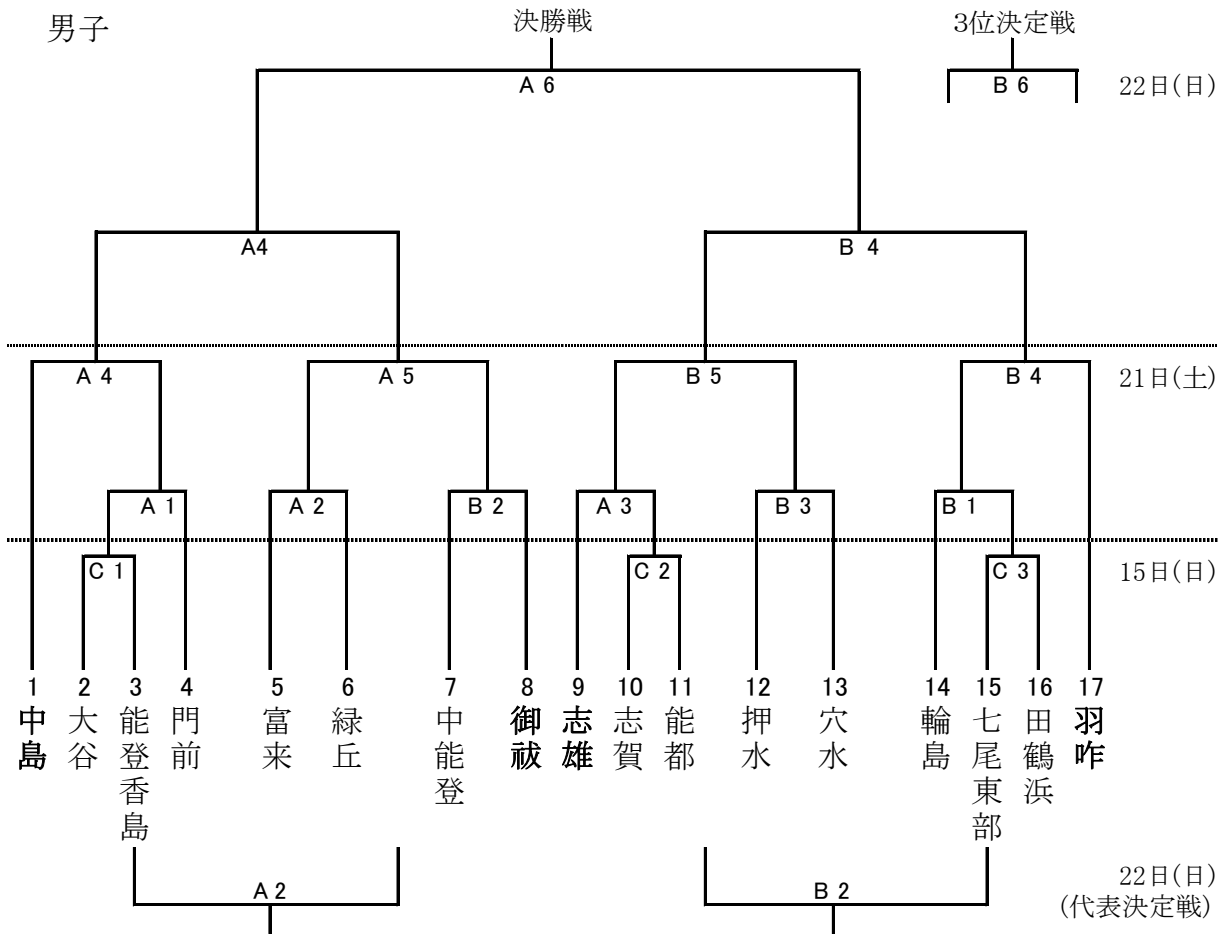 男子
決勝戦
3位決定戦
A 6
B 6
22日(日)
A4
B 4
A 4
A 5
B 5
B 4
21日(土)
A 1
A 2
B 2
A 3
B 3
B 1
C 1
C 2
C 3
15日(日)
1 2 3 4 5 6 7 8 9 10 11 12 13 14 15 16 17
中島
大谷
能登香島
門前
富来
緑丘
中能登
御祓
志雄
志賀
能都
押水
穴水
輪島
七尾東部
田鶴浜
羽咋
A 2
B 2
22日(日)
(代表決定戦)